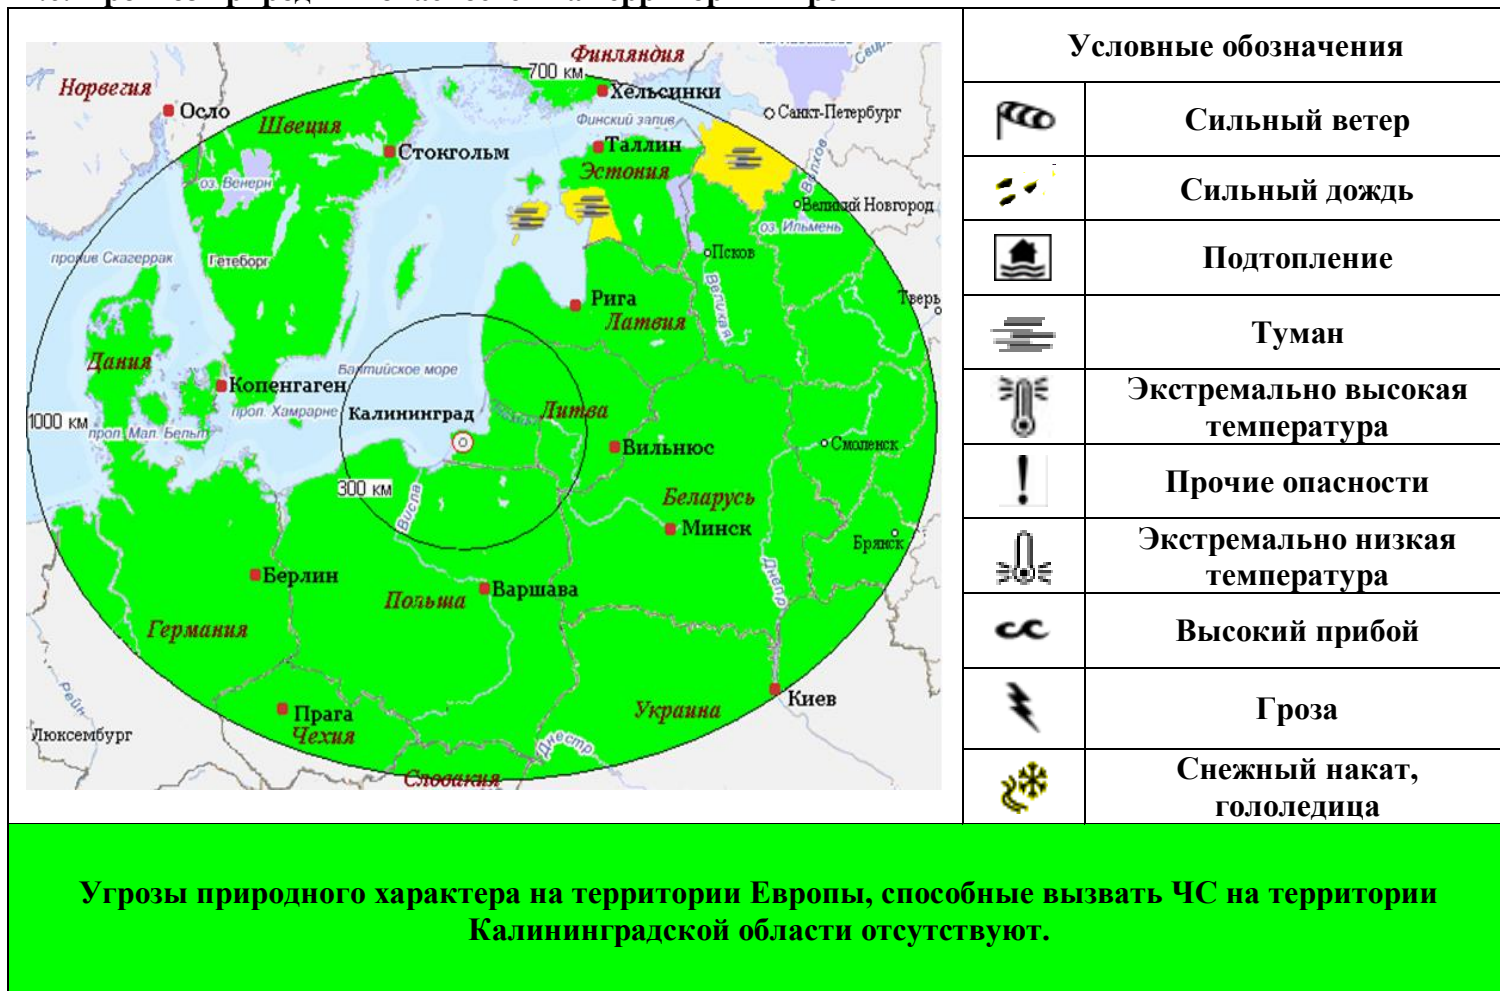 Условные обозначения
Сильный ветер
Сильный дождь
Подтопление
Туман
Экстремально высокая
температура
Прочие опасности
Экстремально низкая
температура
Высокий прибой
Гроза
Снежный накат,
гололедица
Финляндия
700 км
Норвегия
Хельсинки
Осло
Санкт-Петербург
Финский залив
Швеция
Стокгольм
Таллин
Эстония
Волхов
оз. Венерн
Великий Новгород
оз. Ильмень
пролив Скагеррак
Гетеборг
Псков
Великая
Рига
Тверь
Латвия
Дания
Балтийское море
Копенгаген
прол. Хамрарне
Калининград
Литва
1000 км
прол. Мал. Бельт
Вильнюс
Смоленск
300 км
Висла
Беларусь
Минск
Брянск
Берлин
Днепр
Польша
Варшава
Германия
Рейн
Киев
Прага
Украина
Чехия
Люксембург
Днестр
Словакия
Угрозы природного характера на территории Европы, способные вызвать ЧС на территории
Калининградской области отсутствуют.